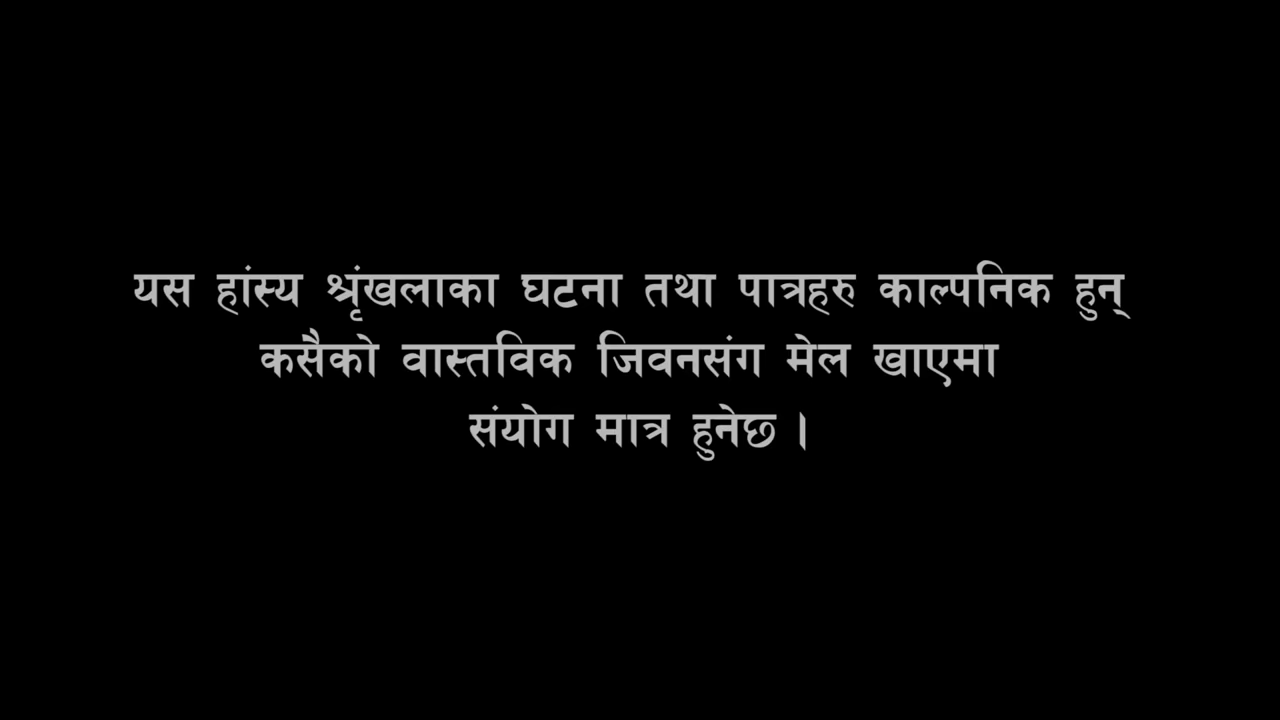 यस हांस्य श्रृंखलाका घटना तथा पात्रहरु काल्पनिक हुन्
कसैको वास्तविक जिवनसंग मेल खाएमा
संयोग मात्र हुनेछ ।